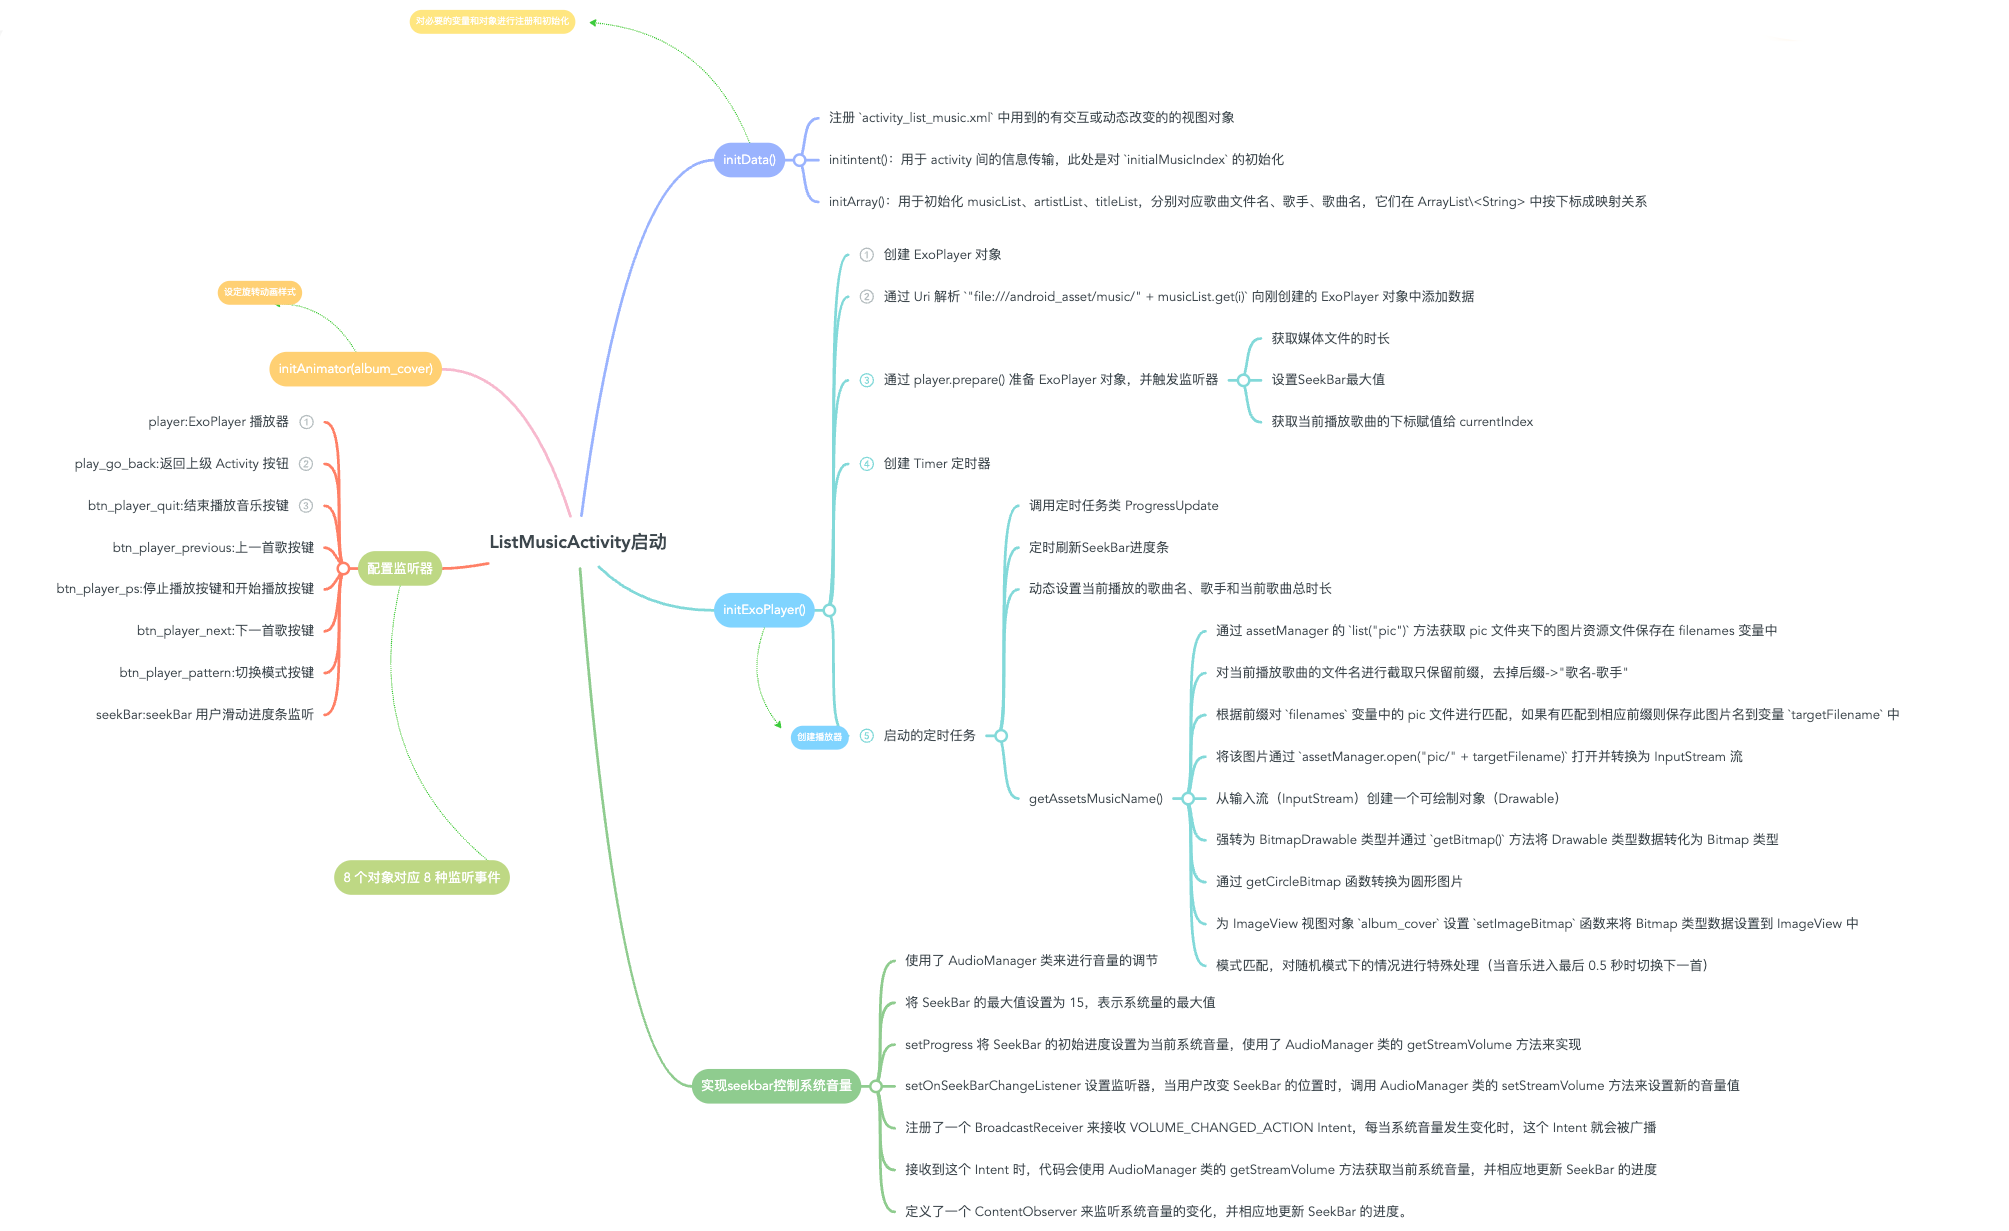 对必要的变量和对象进行注册和初始化
initData()
注册 `activity_list_music.xml` 中用到的有交互或动态改变的的视图对象
initintent()：用于 activity 间的信息传输，此处是对 `initialMusicIndex` 的初始化
initArray()：用于初始化 musicList、artistList、titleList，分别对应歌曲文件名、歌手、歌曲名，它们在 ArrayList\<String> 中按下标成映射关系
设定旋转动画样式
initAnimator(album_cover)
player:ExoPlayer 播放器 ①
play_go_back:返回上级 Activity 按钮 ②
btn_player_quit:结束播放音乐按键 ③
btn_player_previous:上一首歌按键
btn_player_ps:停止播放按键和开始播放按键
btn_player_next:下一首歌按键
btn_player_pattern:切换模式按键
seekBar:seekBar 用户滑动进度条监听
配置监听器
8 个对象对应 8 种监听事件
ListMusicActivity启动
initExoPlayer()
创建播放器
① 创建 ExoPlayer 对象
② 通过 Uri 解析 `"file:///android_asset/music/" + musicList.get(i)` 向刚创建的 ExoPlayer 对象中添加数据
③ 通过 player.prepare() 准备 ExoPlayer 对象，并触发监听器
获取媒体文件的时长
设置SeekBar最大值
获取当前播放歌曲的下标赋值给 currentIndex
④ 创建 Timer 定时器
⑤ 启动的定时任务
调用定时任务类 ProgressUpdate
定时刷新SeekBar进度条
动态设置当前播放的歌曲名、歌手和当前歌曲总时长
getAssetsMusicName()
通过 assetManager 的 `list("pic")` 方法获取 pic 文件夹下的图片资源文件保存在 filenames 变量中
对当前播放歌曲的文件名进行截取只保留前缀，去掉后缀->"歌名-歌手"
根据前缀对 `filenames` 变量中的 pic 文件进行匹配，如果有匹配到相应前缀则保存此图片名到变量 `targetFilename` 中
将该图片通过 `assetManager.open("pic/" + targetFilename)` 打开并转换为 InputStream 流
从输入流（InputStream）创建一个可绘制对象（Drawable）
强转为 BitmapDrawable 类型并通过 `getBitmap()` 方法将 Drawable 类型数据转化为 Bitmap 类型
通过 getCircleBitmap 函数转换为圆形图片
为 ImageView 视图对象 `album_cover` 设置 `setImageBitmap` 函数来将 Bitmap 类型数据设置到 ImageView 中
模式匹配，对随机模式下的情况进行特殊处理（当音乐进入最后 0.5 秒时切换下一首）
实现seekbar控制系统音量
使用了 AudioManager 类来进行音量的调节
将 SeekBar 的最大值设置为 15，表示系统量的最大值
setProgress 将 SeekBar 的初始进度设置为当前系统音量，使用了 AudioManager 类的 getStreamVolume 方法来实现
setOnSeekBarChangeListener 设置监听器，当用户改变 SeekBar 的位置时，调用 AudioManager 类的 setStreamVolume 方法来设置新的音量值
注册了一个 BroadcastReceiver 来接收 VOLUME_CHANGED_ACTION Intent，每当系统音量发生变化时，这个 Intent 就会被广播
接收到这个 Intent 时，代码会使用 AudioManager 类的 getStreamVolume 方法获取当前系统音量，并相应地更新 SeekBar 的进度
定义了一个 ContentObserver 来监听系统音量的变化，并相应地更新 SeekBar 的进度。